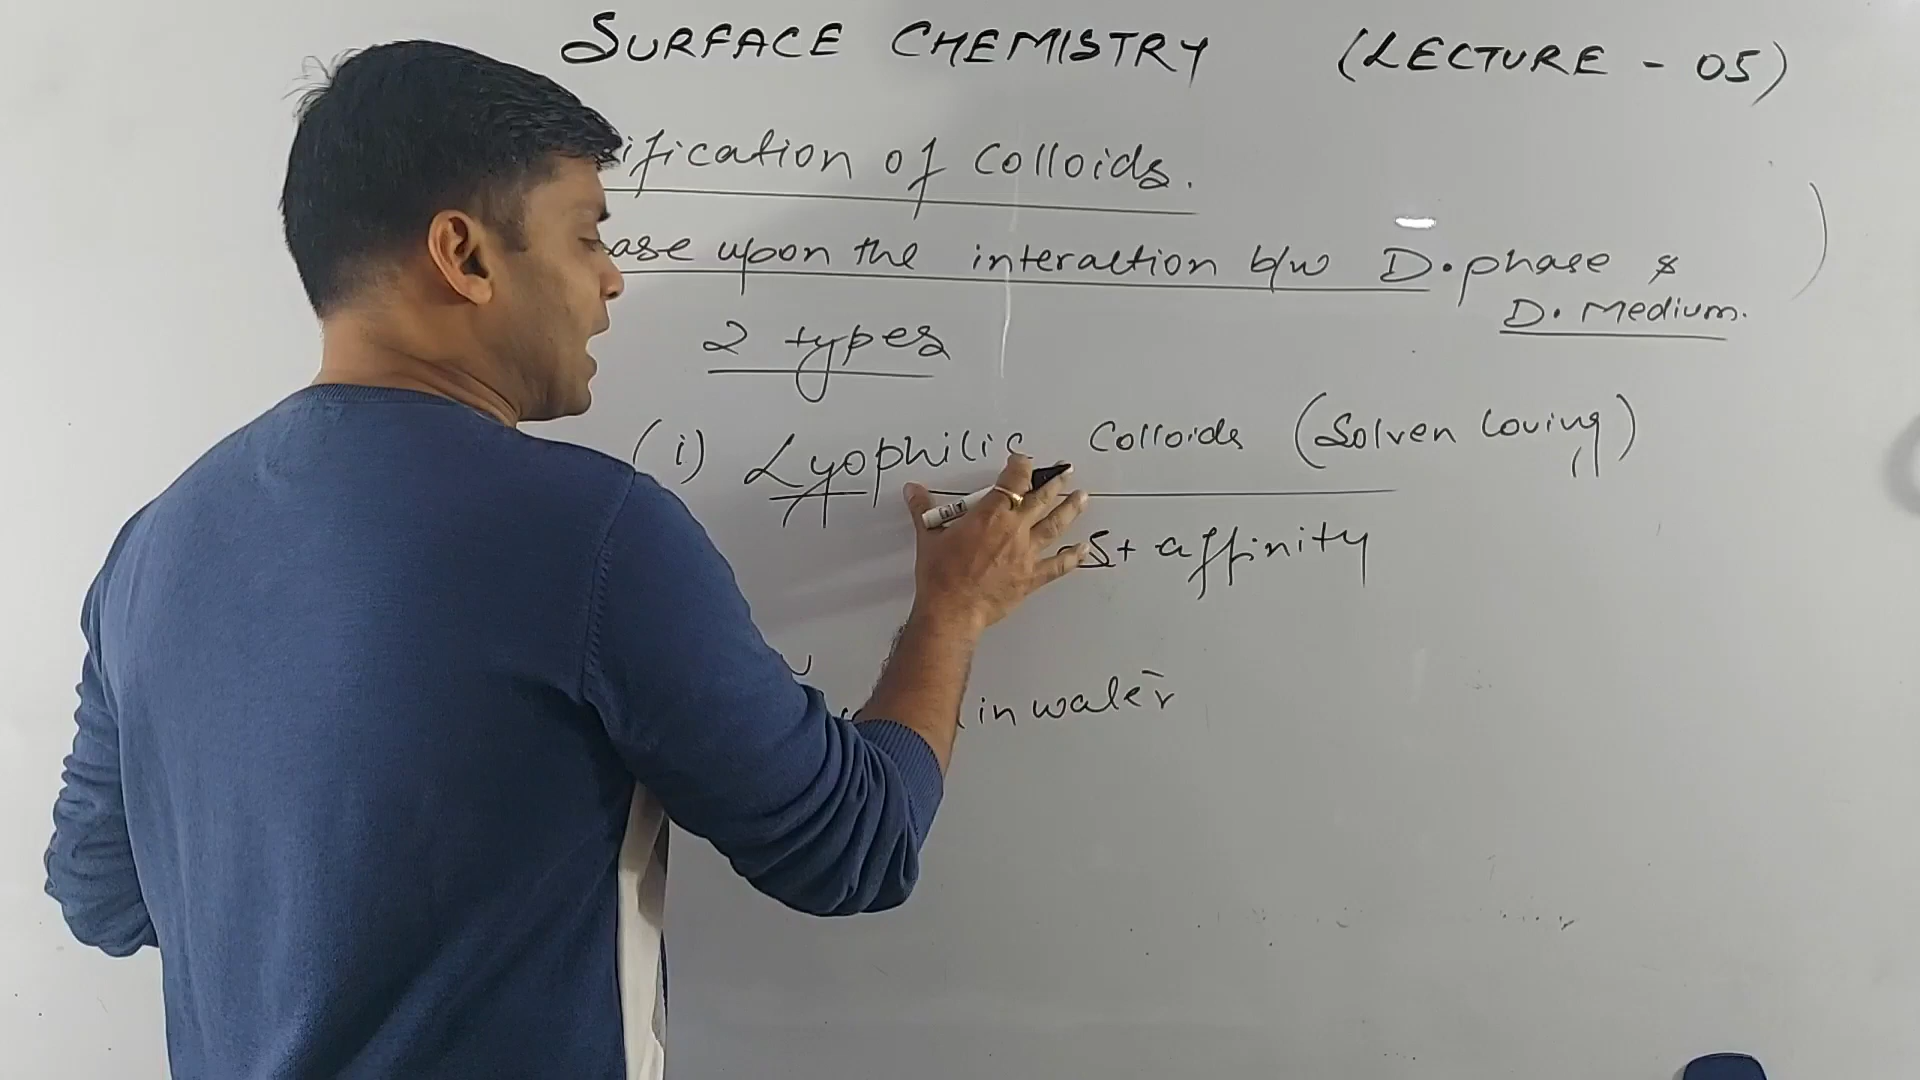 SURFACE CHEMISTRY (LECTURE - 05)
ification of Colloids.
ase upon the interaction b/w D. phase &
D. Medium.
2 types
(i) Lyophilic Colloids (Solven loving)
st affinity
in water